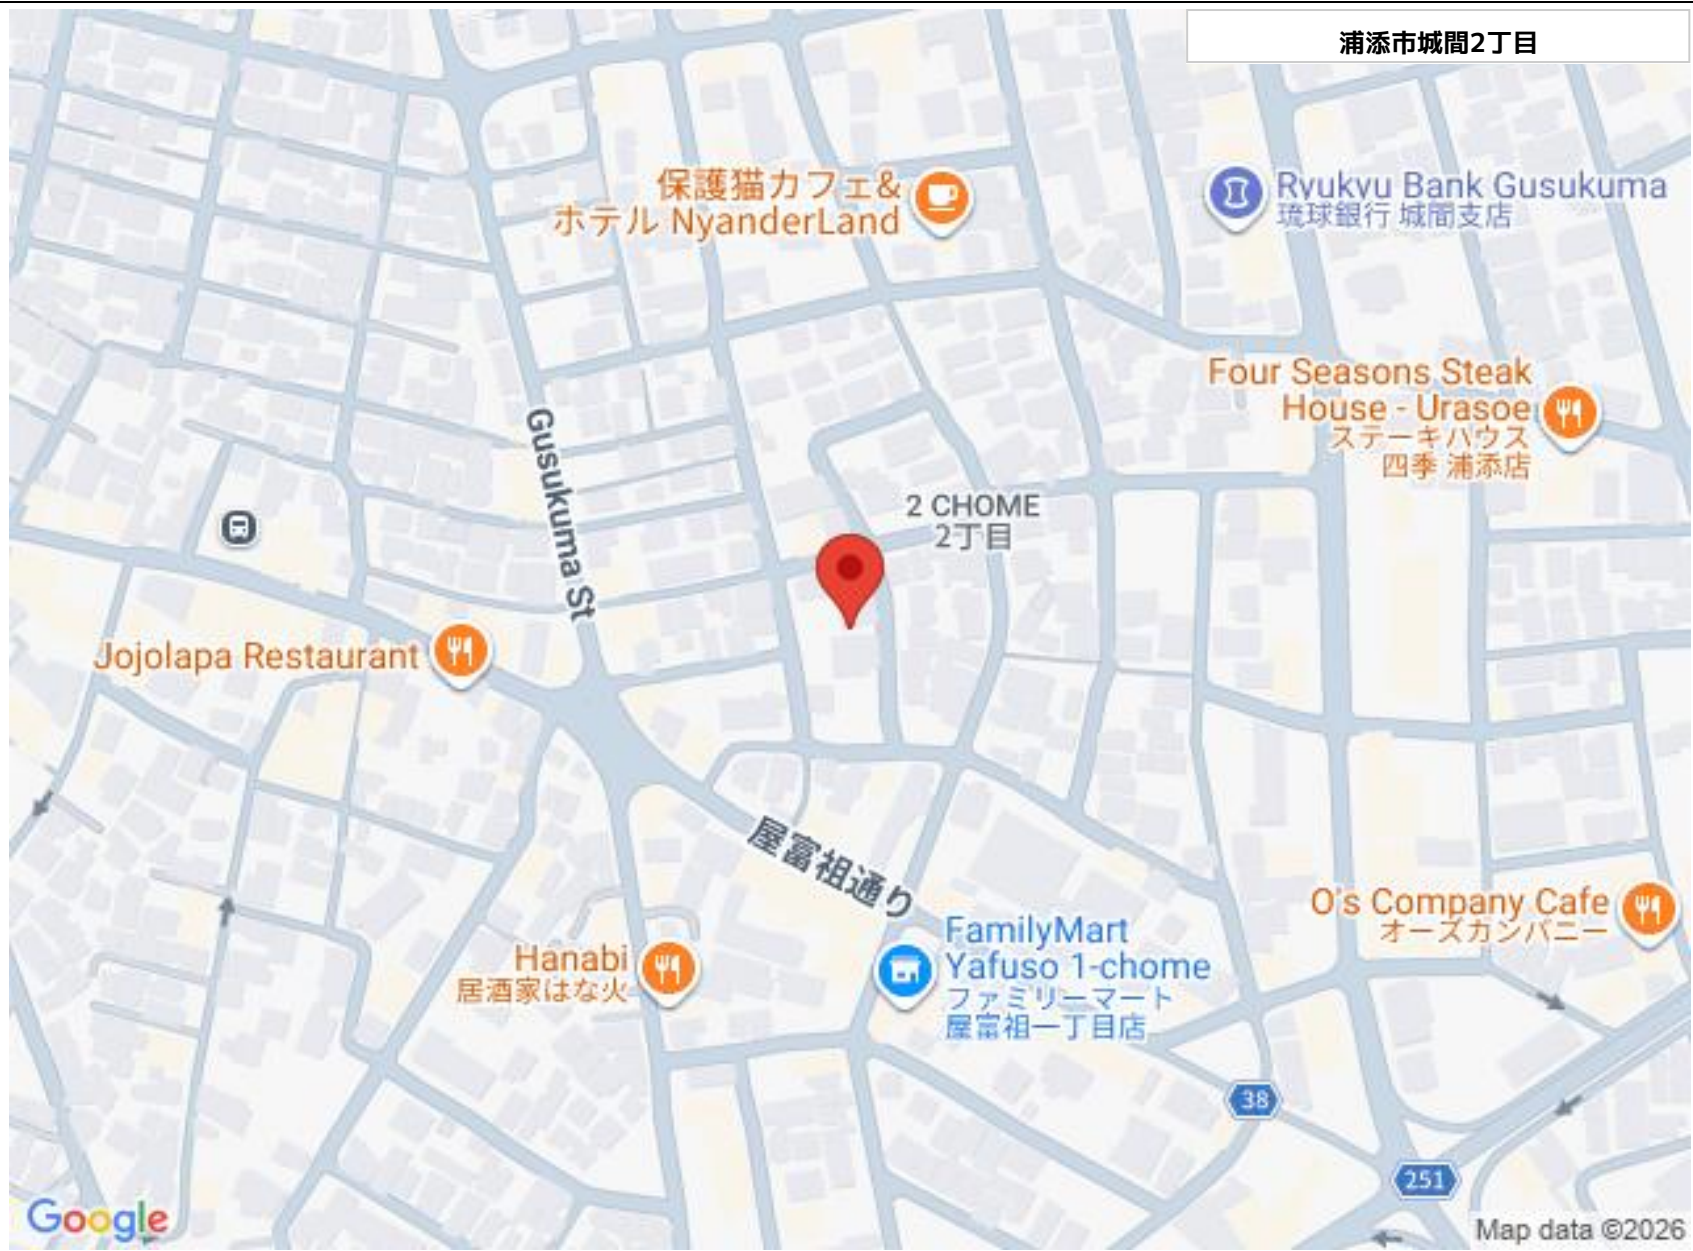 浦添市城間2丁目
保護猫カフェ&
ホテル NyanderLand
Ryukyu Bank Gusukuma
琉球銀行 城間支店
Four Seasons Steak
House - Urasoe
ステーキハウス
四季 浦添店
Gusukuma St
2 CHOME
2丁目
Jojolapa Restaurant
屋富祖通り
O's Company Cafe
オーズカンパニー
Hanabi
居酒家はな火
FamilyMart
Yafuso 1-chome
ファミリーマート
屋富祖一丁目店
38
251
Google
Map data ©2026